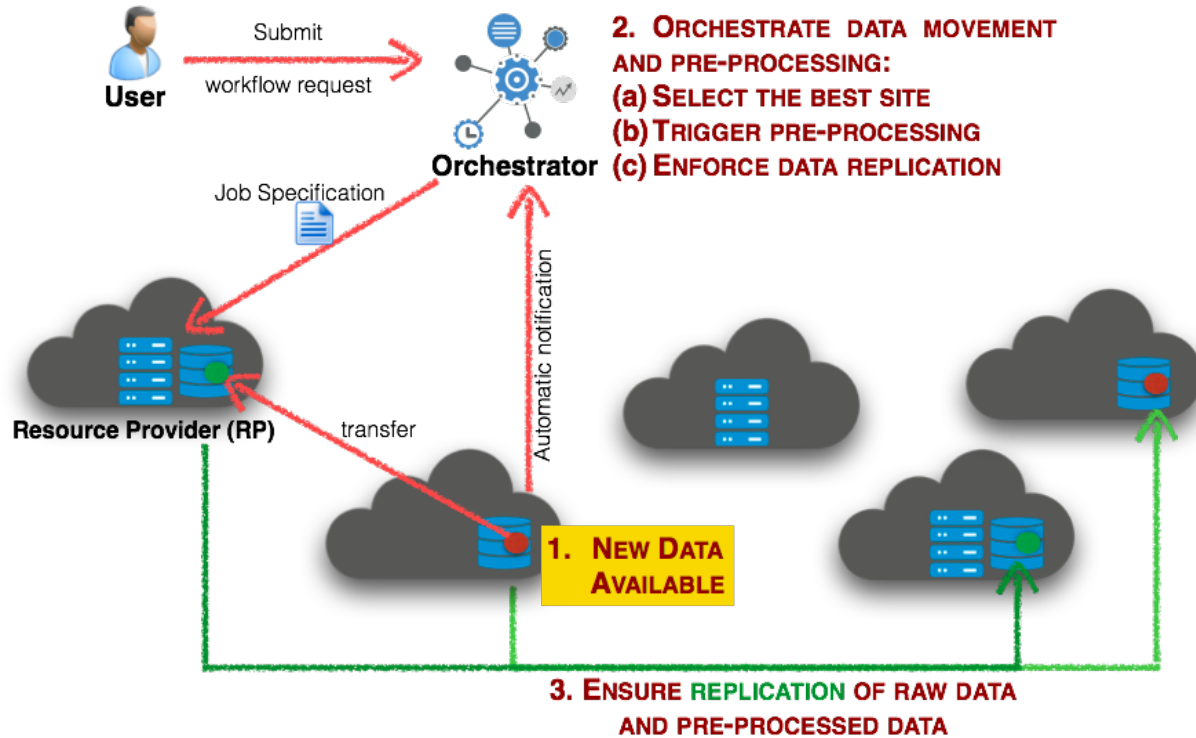 Submit
workflow request
User
Orchestrator
2. ORCHESTRATE DATA MOVEMENT
AND PRE-PROCESSING:
(a) SELECT THE BEST SITE
(b) TRIGGER PRE-PROCESSING
(c) ENFORCE DATA REPLICATION
Job Specification
Automatic notification
Resource Provider (RP)
transfer
1. NEW DATA
AVAILABLE
3. ENSURE REPLICATION OF RAW DATA
AND PRE-PROCESSED DATA